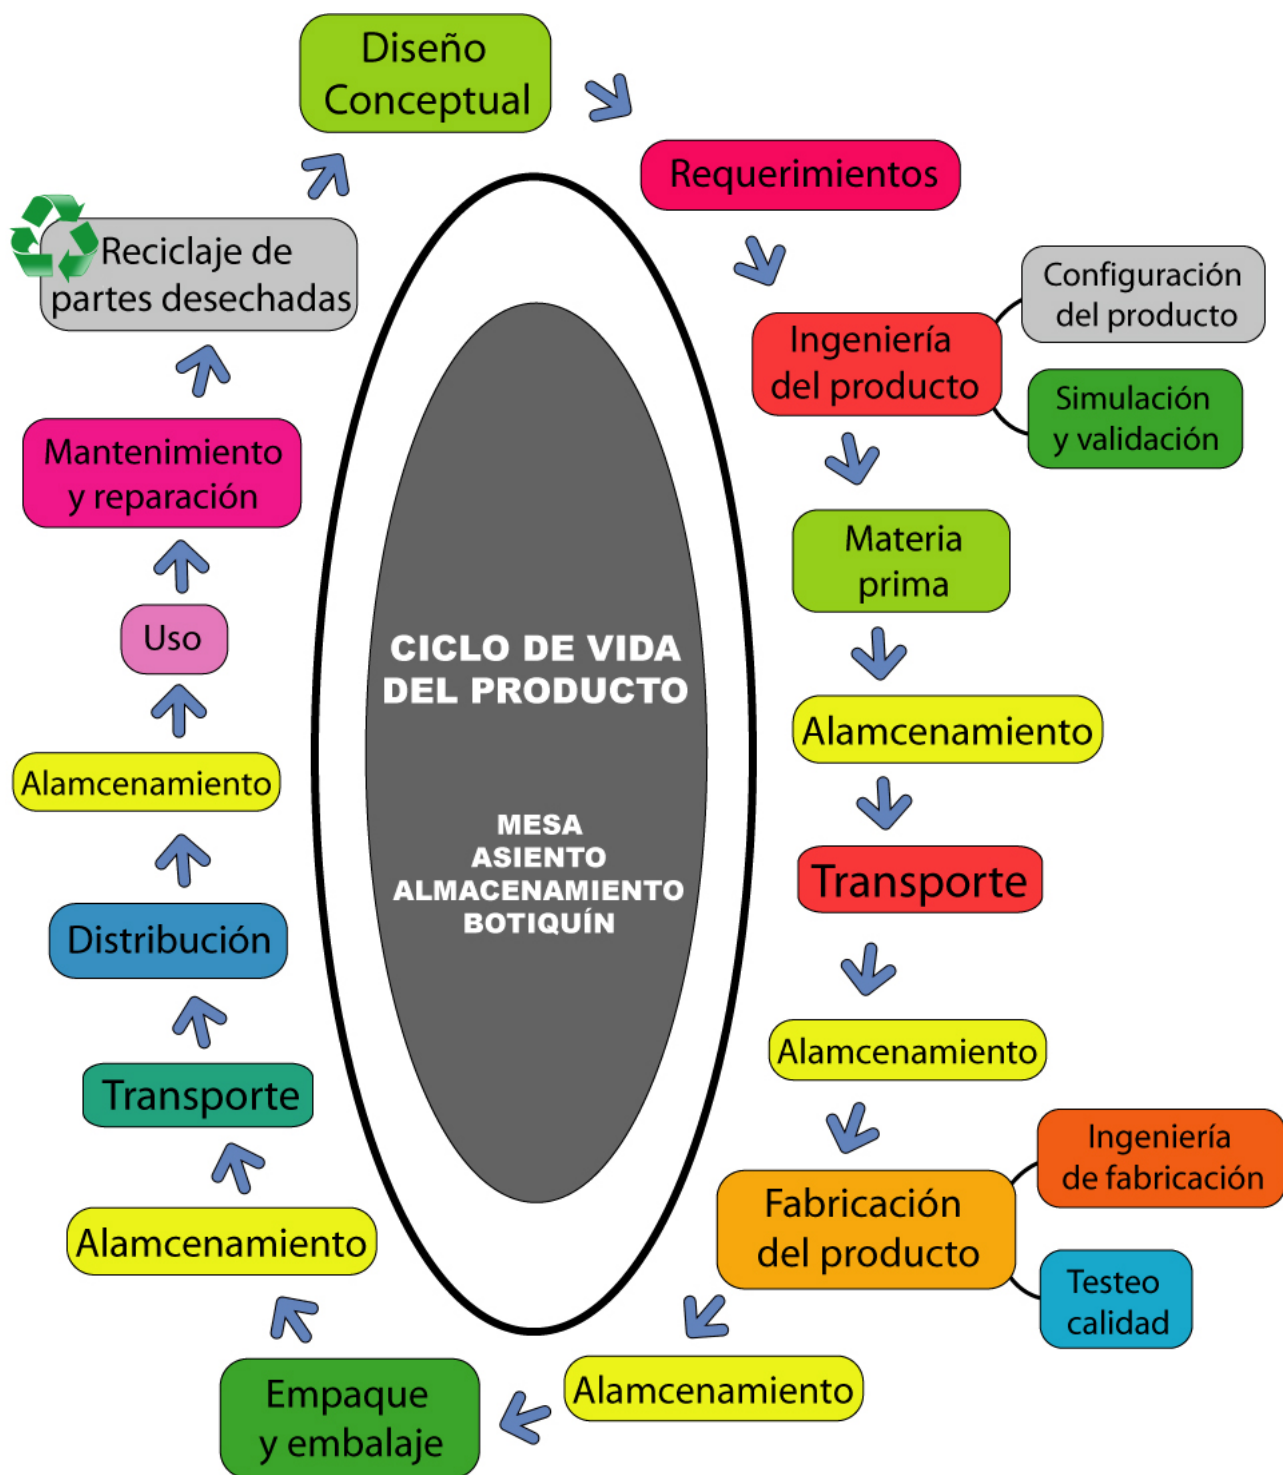 Diseño
Conceptual
Requerimientos
Configuración
del producto
Ingeniería
del producto
Simulación
y validación
Materia
prima
Alamcenamiento
Transporte
Alamcenamiento
Ingeniería
de fabricación
Fabricación
del producto
Testeo
calidad
Alamcenamiento
Empaque
y embalaje
Alamcenamiento
Transporte
Distribución
Alamcenamiento
Uso
Mantenimiento
y reparación
Reciclaje de
partes desechadas
CICLO DE VIDA
DEL PRODUCTO
MESA
ASIENTO
ALMACENAMIENTO
BOTIQUÍN